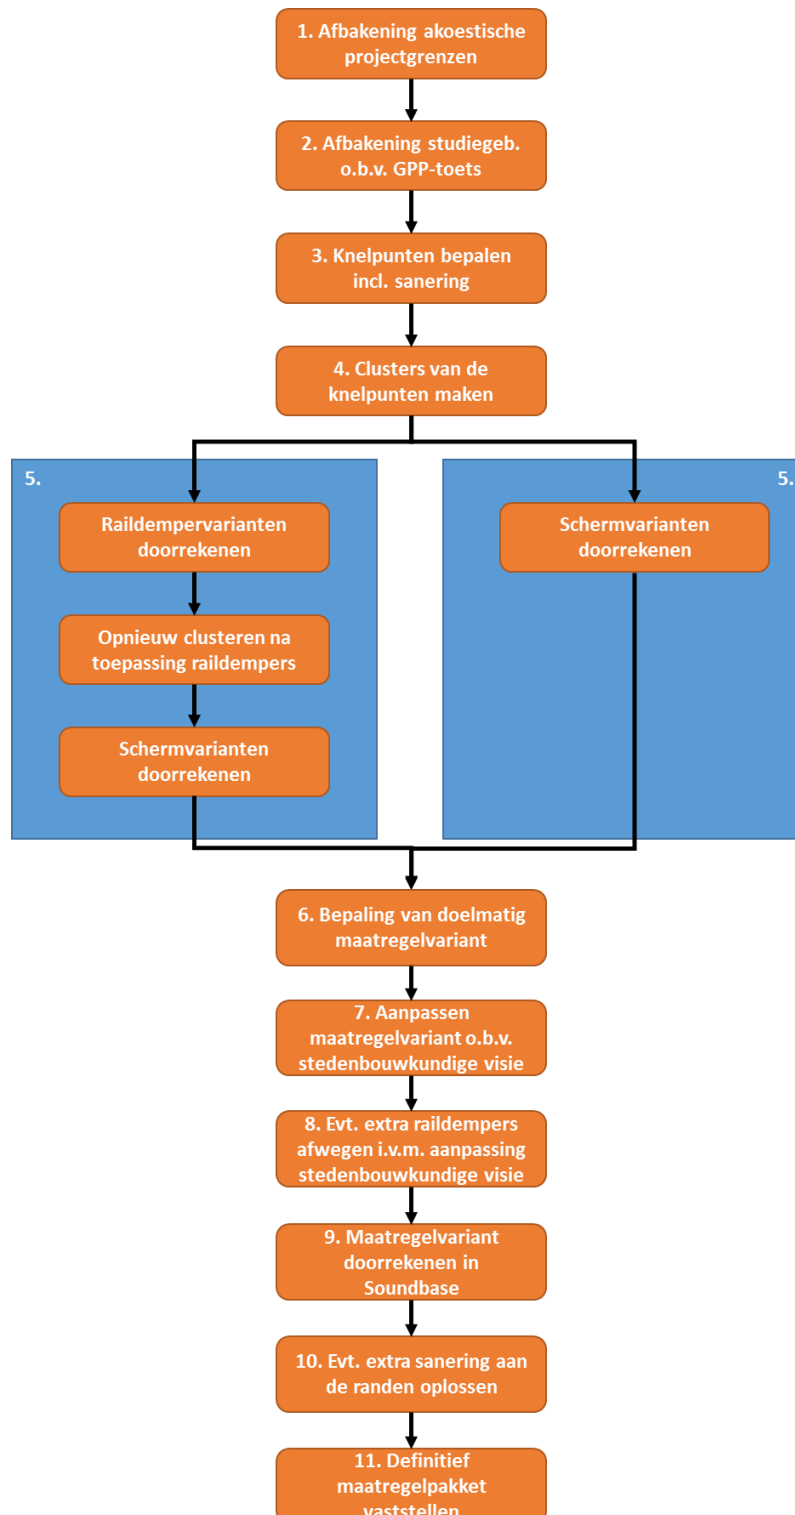 1. Afbakening akoestische
projectgrenzen
2. Afbakening studiegeb.
o.b.v. GPP-toets
3. Knelpunten bepalen
incl. sanering
4. Clusters van de
knelpunten maken
5.
Raildempervarianten
doorrekenen
Opnieuw clusteren na
toepassing raildempers
Schermvarianten
doorrekenen
5.
Schermvarianten
doorrekenen
6. Bepaling van doelmatig
maatregelvariant
7. Aanpassen
maatregelvariant o.b.v.
stedenbouwkundige visie
8. Evt. extra raildempers
afwegen i.v.m. aanpassing
stedenbouwkundige visie
9. Maatregelvariant
doorrekenen in
Soundbase
10. Evt. extra sanering aan
de randen oplossen
11. Definitief
maatregelpakket
vaststellen